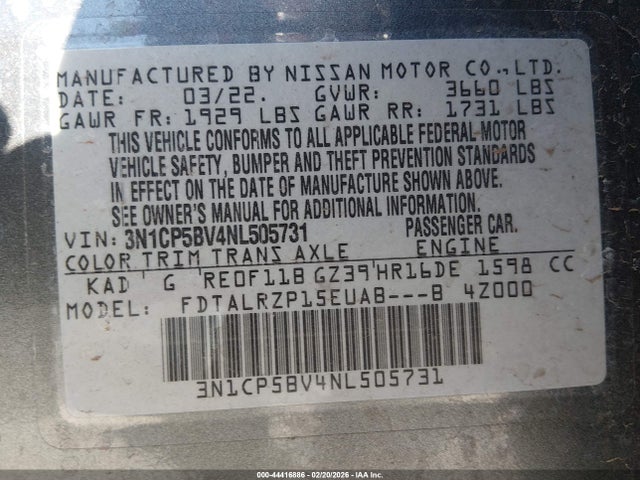 MANUFACTURED BY NISSAN MOTOR CO., LTD.
DATE: 03/22. GVWR: 3660 LBS
GAWR FR: 1929 LBS GAWR RR: 1731 LBS
THIS VEHICLE CONFORMS TO ALL APPLICABLE FEDERAL MOTOR
VEHICLE SAFETY, BUMPER AND THEFT PREVENTION STANDARDS
IN EFFECT ON THE DATE OF MANUFACTURE SHOWN ABOVE.
SEE OWNER'S MANUAL FOR ADDITIONAL INFORMATION.
VIN: 3N1CP5BV4NL505731 PASSENGER CAR.
COLOR TRIM TRANS AXLE ENGINE
KAD G RE0F11B GZ39 HR16DE 1598 CC
MODEL: FDTALRZP15EUAB---B 4Z000
3N1CP5BV4NL505731
000-44416886 - 02/20/2026 - IAA Inc.